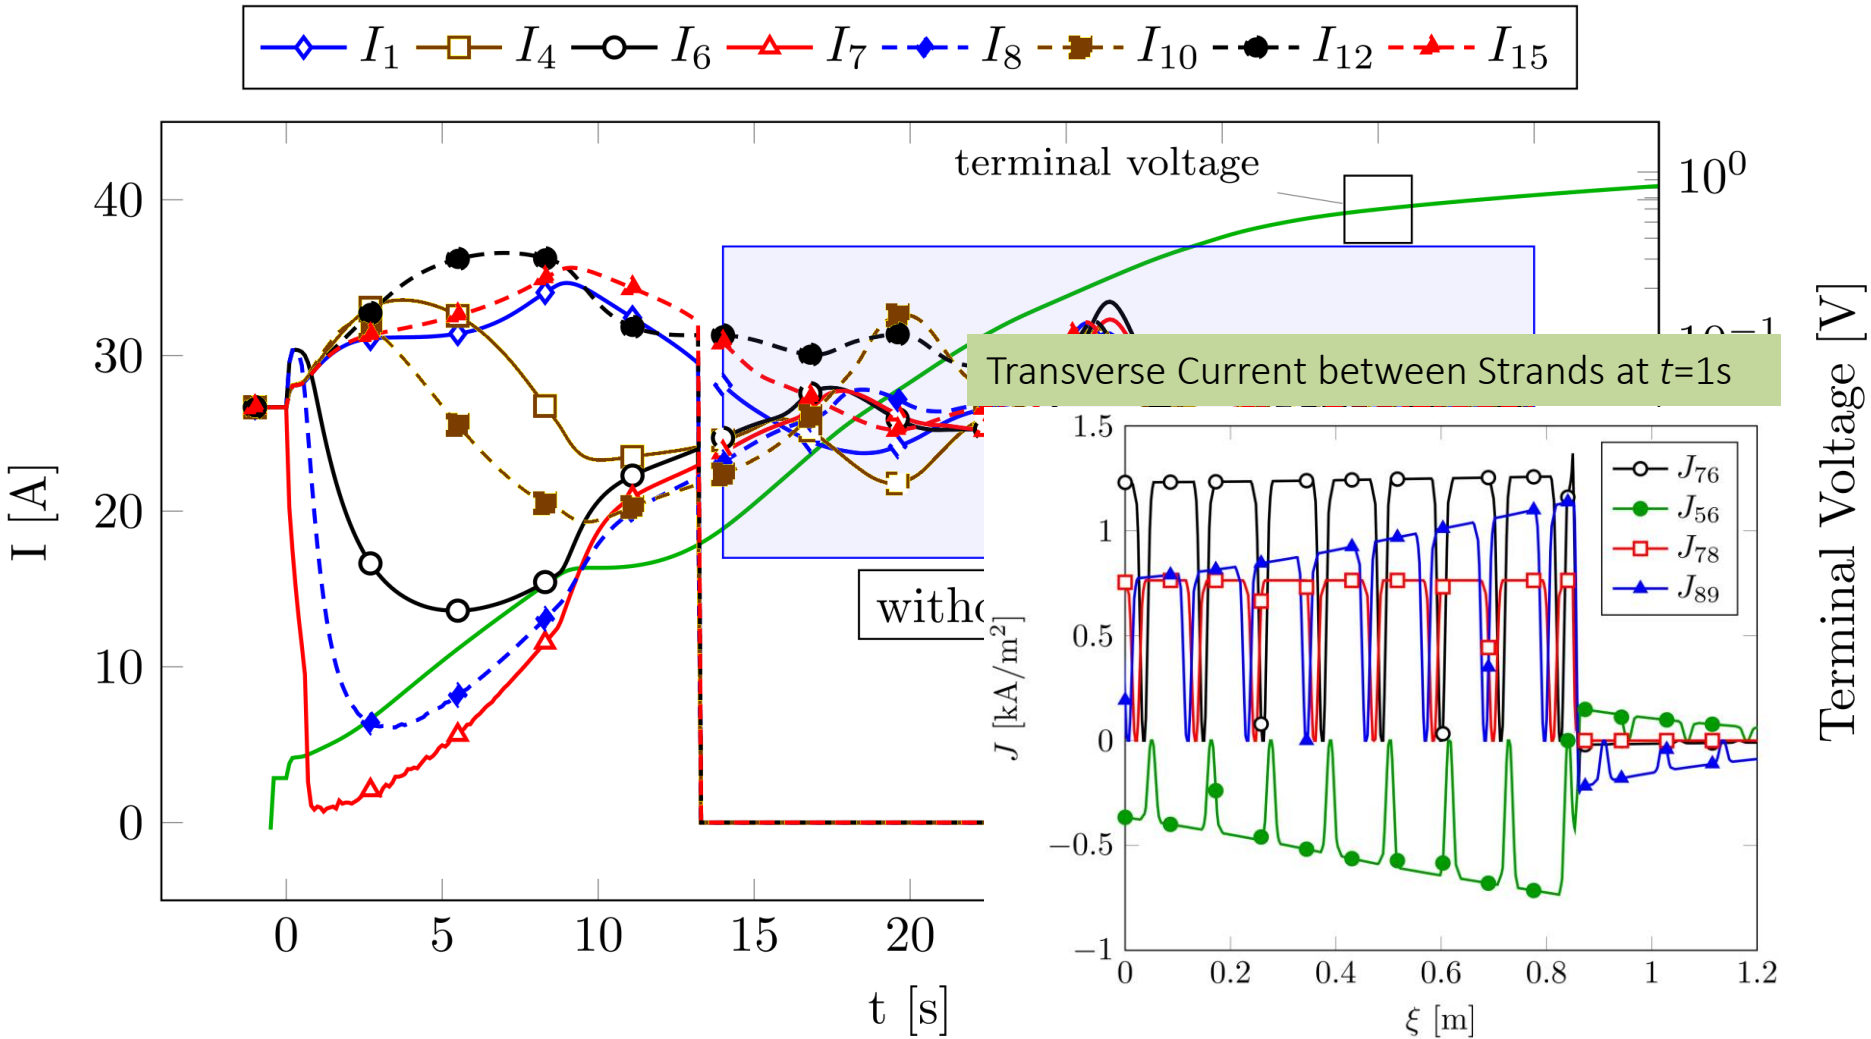 I1 I4 I6 I7 I8 I10 I12 I15
terminal voltage
10^0
40
30
20
10
0
I [A]
0 5 10 15 20
t [s]
Terminal Voltage [V]
Transverse Current between Strands at t=1s
1.5
1
0.5
0
−0.5
−1
J [kA/m^2]
J76
J56
J78
J89
0 0.2 0.4 0.6 0.8 1 1.2
ξ [m]